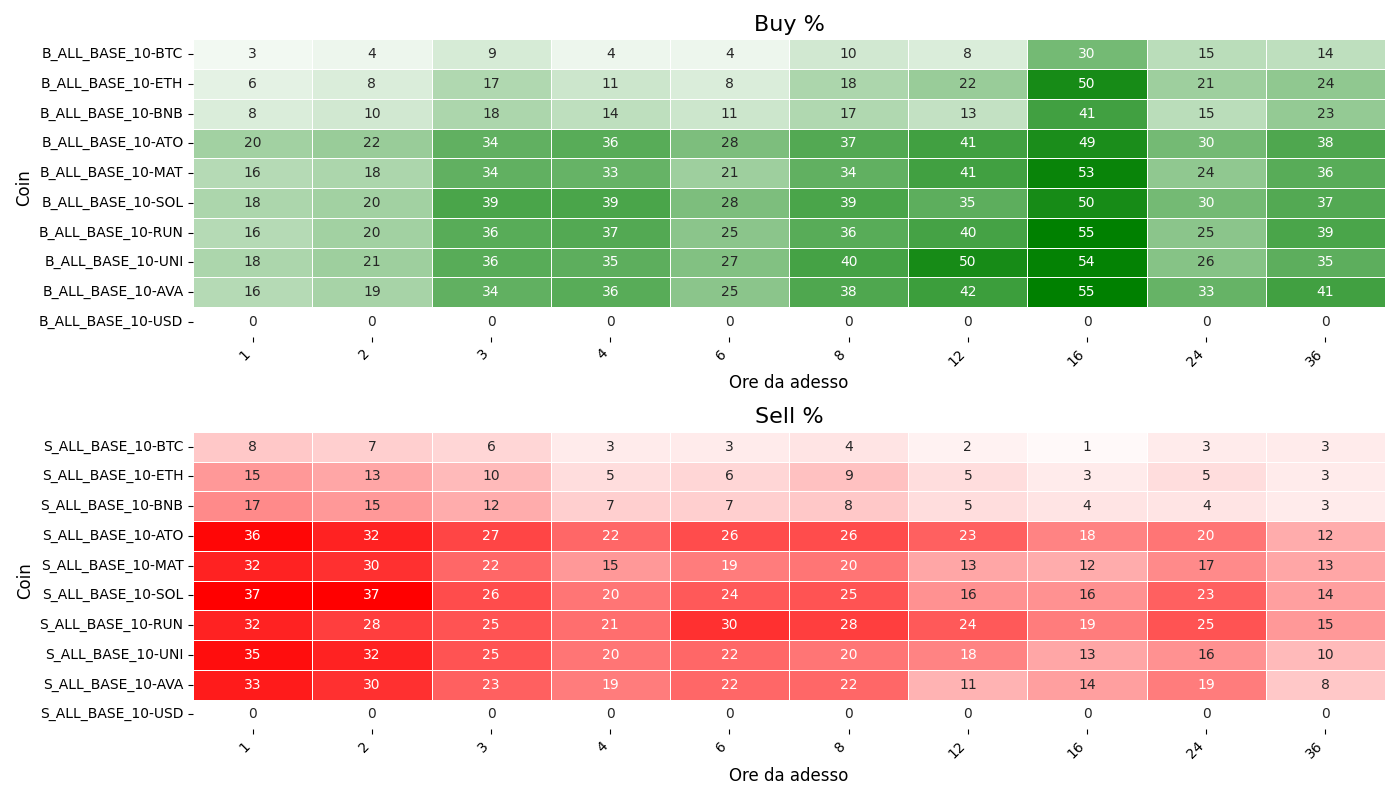 Buy %
Coin
B_ALL_BASE_10-BTC 3 4 9 4 4 10 8 30 15 14
B_ALL_BASE_10-ETH 6 8 17 11 8 18 22 50 21 24
B_ALL_BASE_10-BNB 8 10 18 14 11 17 13 41 15 23
B_ALL_BASE_10-ATO 20 22 34 36 28 37 41 49 30 38
B_ALL_BASE_10-MAT 16 18 34 33 21 34 41 53 24 36
B_ALL_BASE_10-SOL 18 20 39 39 28 39 35 50 30 37
B_ALL_BASE_10-RUN 16 20 36 37 25 36 40 55 25 39
B_ALL_BASE_10-UNI 18 21 36 35 27 40 50 54 26 35
B_ALL_BASE_10-AVA 16 19 34 36 25 38 42 55 33 41
B_ALL_BASE_10-USD 0 0 0 0 0 0 0 0 0 0
1 2 3 4 6 8 12 16 24 36
Ore da adesso
Sell %
Coin
S_ALL_BASE_10-BTC 8 7 6 3 3 4 2 1 3 3
S_ALL_BASE_10-ETH 15 13 10 5 6 9 5 3 5 3
S_ALL_BASE_10-BNB 17 15 12 7 7 8 5 4 4 3
S_ALL_BASE_10-ATO 36 32 27 22 26 26 23 18 20 12
S_ALL_BASE_10-MAT 32 30 22 15 19 20 13 12 17 13
S_ALL_BASE_10-SOL 37 37 26 20 24 25 16 16 23 14
S_ALL_BASE_10-RUN 32 28 25 21 30 28 24 19 25 15
S_ALL_BASE_10-UNI 35 32 25 20 22 20 18 13 16 10
S_ALL_BASE_10-AVA 33 30 23 19 22 22 11 14 19 8
S_ALL_BASE_10-USD 0 0 0 0 0 0 0 0 0 0
1 2 3 4 6 8 12 16 24 36
Ore da adesso